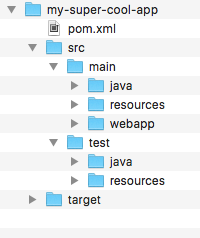 my-super-cool-app
pom.xml
src
main
java
resources
webapp
test
java
resources
target